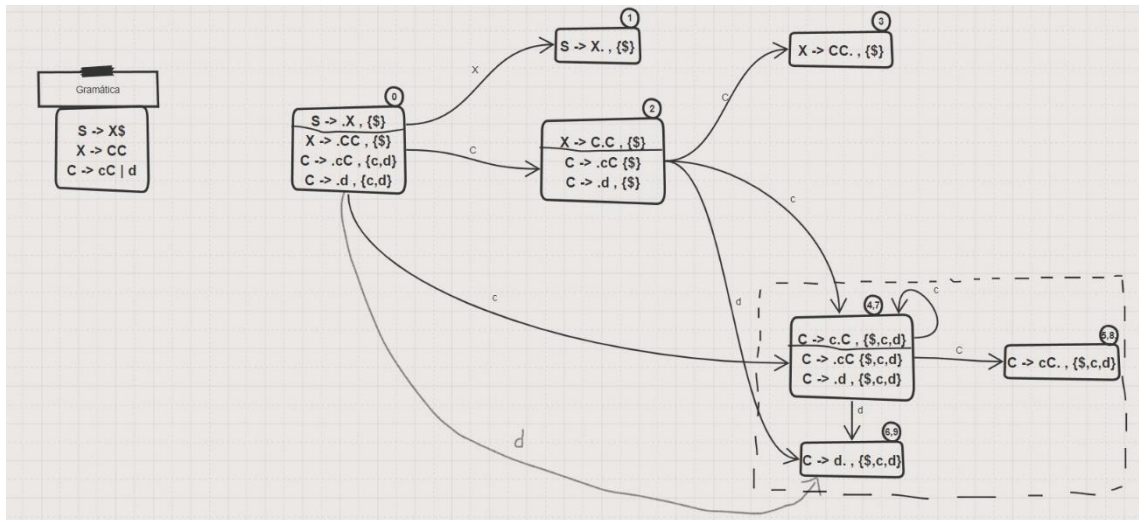 Gramática
S -> X$
X -> CC
C -> cC | d
0
S -> .X , {$}
X -> .CC , {$}
C -> .cC , {c,d}
C -> .d , {c,d}
X
1
S -> X. , {$}
C
2
X -> C.C , {$}
C -> .cC {$}
C -> .d , {$}
C
3
X -> CC. , {$}
c
c
d
d
4,7
C -> c.C , {$,c,d}
C -> .cC {$,c,d}
C -> .d , {$,c,d}
c
C
5,8
C -> cC. , {$,c,d}
d
6,9
C -> d. , {$,c,d}